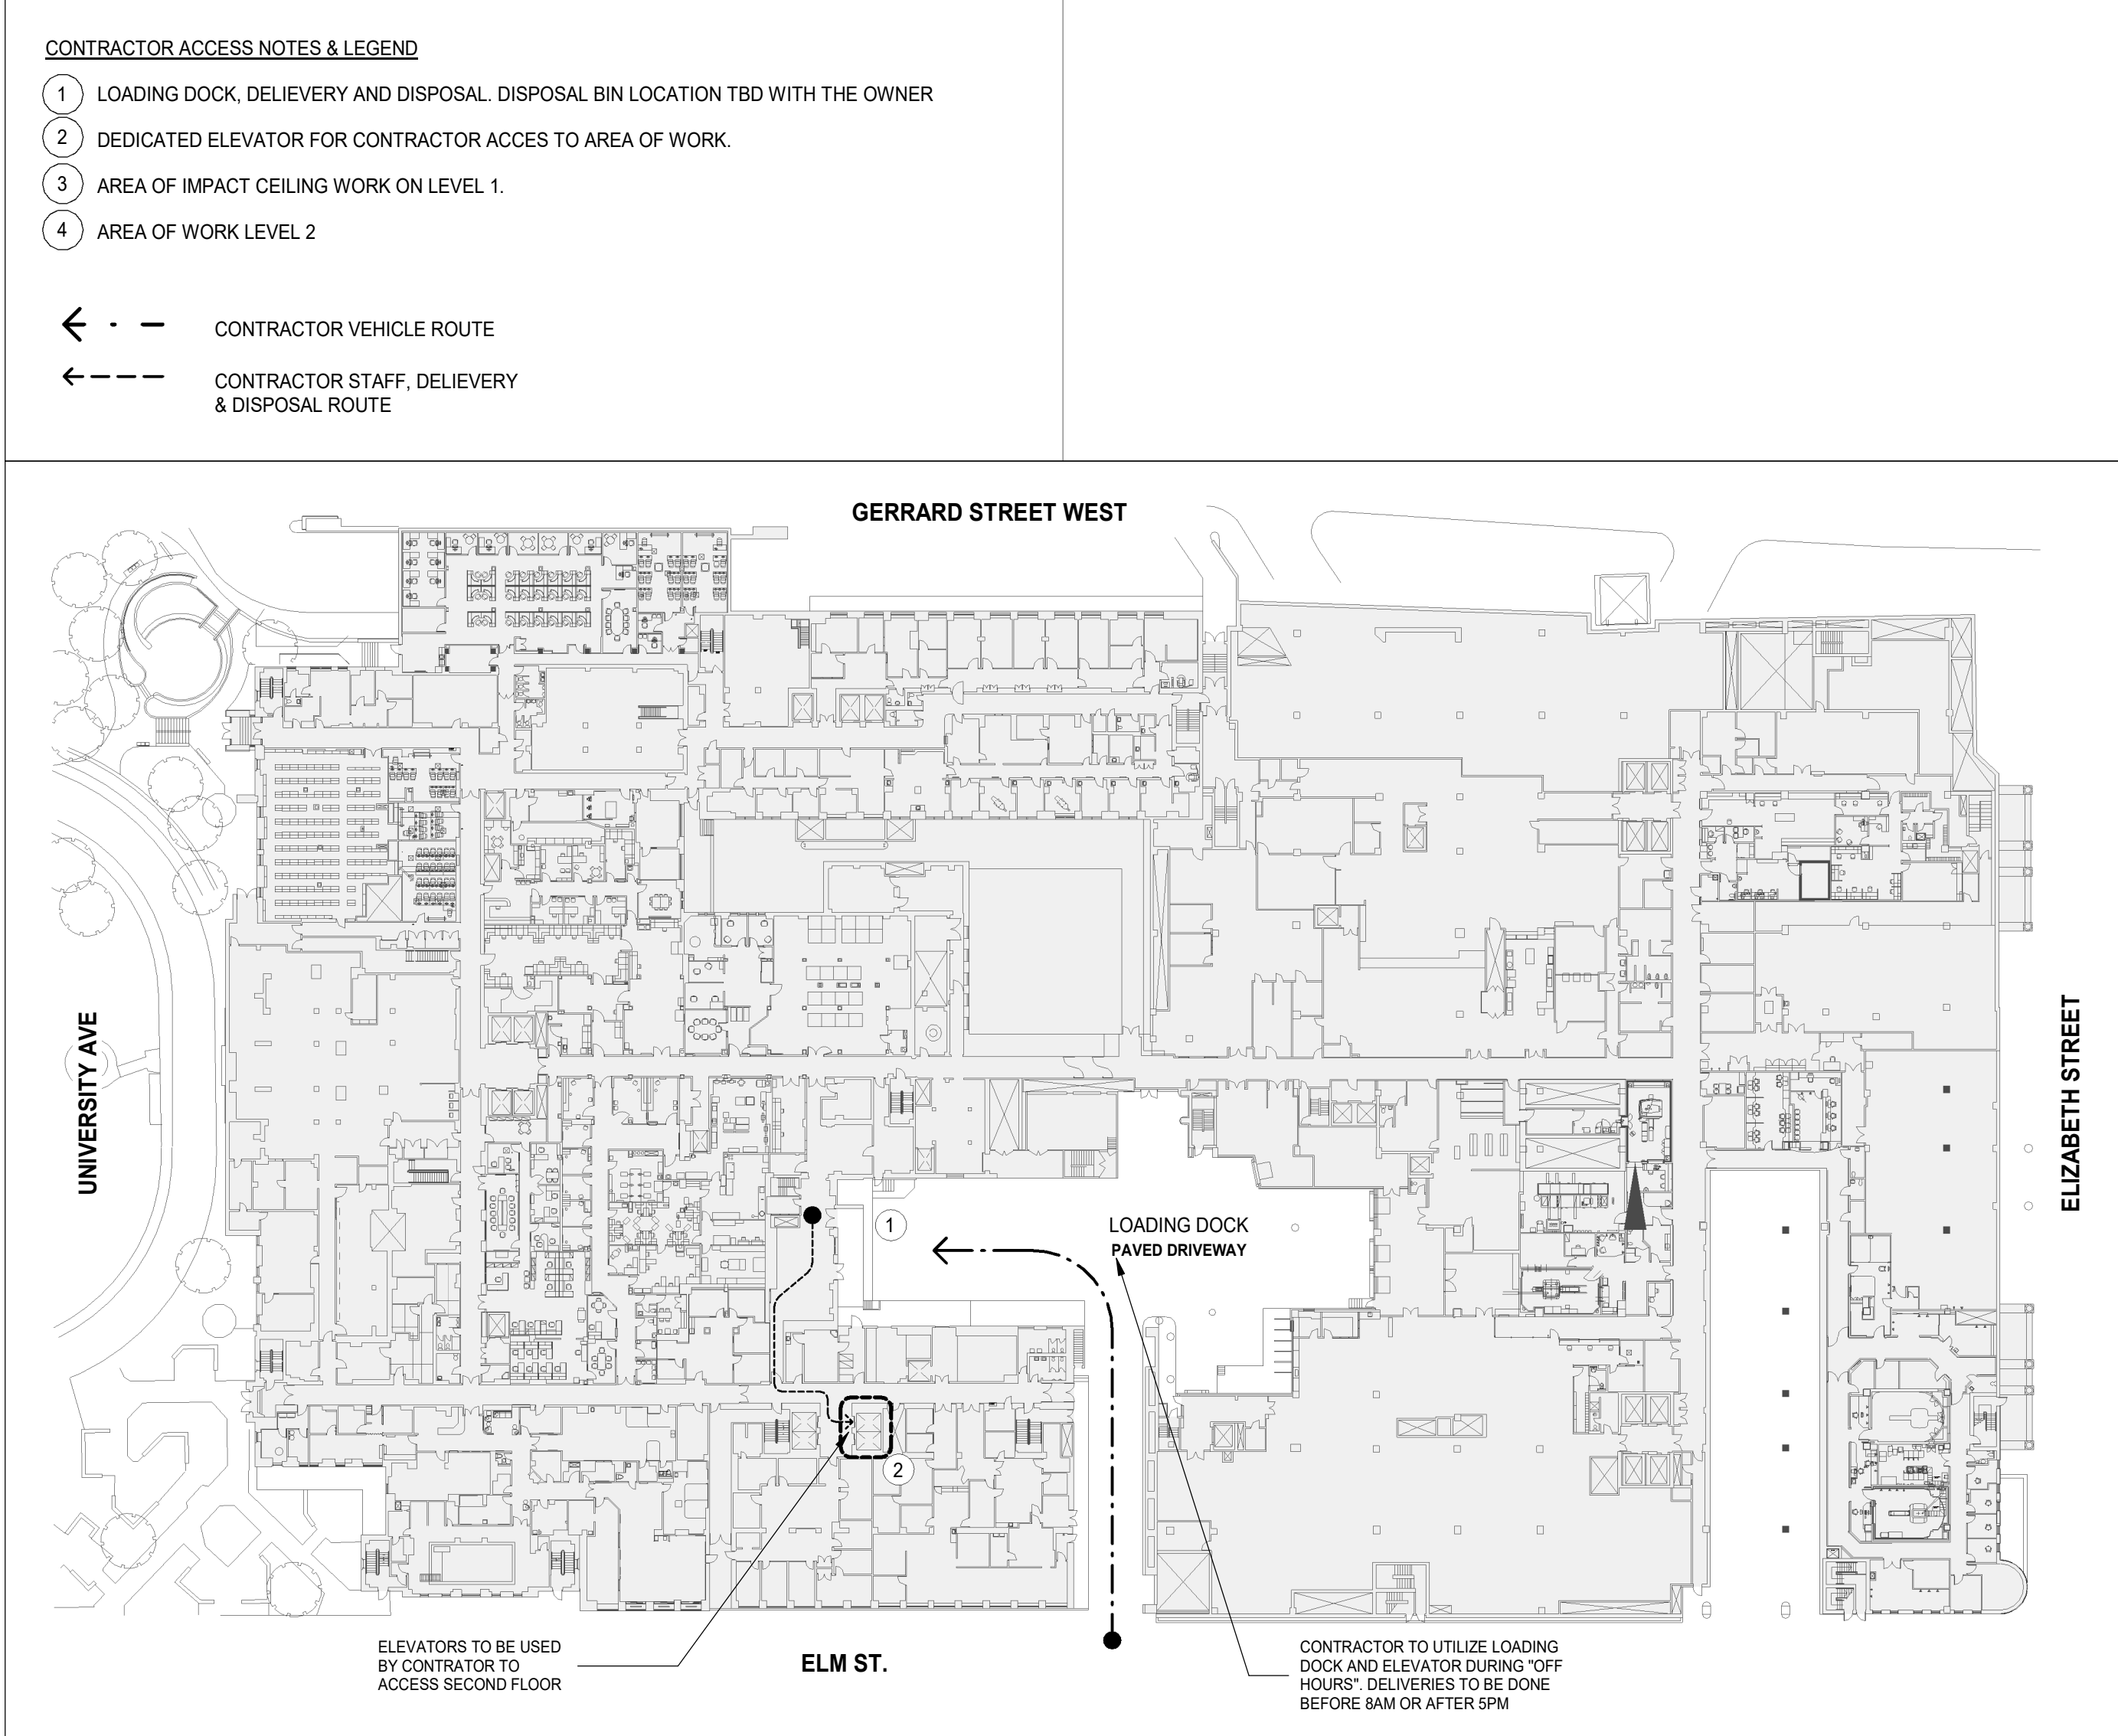 CONTRACTOR ACCESS NOTES & LEGEND
1 LOADING DOCK, DELIEVERY AND DISPOSAL. DISPOSAL BIN LOCATION TBD WITH THE OWNER
2 DEDICATED ELEVATOR FOR CONTRACTOR ACCES TO AREA OF WORK.
3 AREA OF IMPACT CEILING WORK ON LEVEL 1.
4 AREA OF WORK LEVEL 2
CONTRACTOR VEHICLE ROUTE
CONTRACTOR STAFF, DELIEVERY
& DISPOSAL ROUTE
GERRARD STREET WEST
UNIVERSITY AVE
ELIZABETH STREET
1
LOADING DOCK
PAVED DRIVEWAY
2
ELEVATORS TO BE USED
BY CONTRATOR TO
ACCESS SECOND FLOOR
ELM ST.
CONTRACTOR TO UTILIZE LOADING
DOCK AND ELEVATOR DURING "OFF
HOURS". DELIVERIES TO BE DONE
BEFORE 8AM OR AFTER 5PM